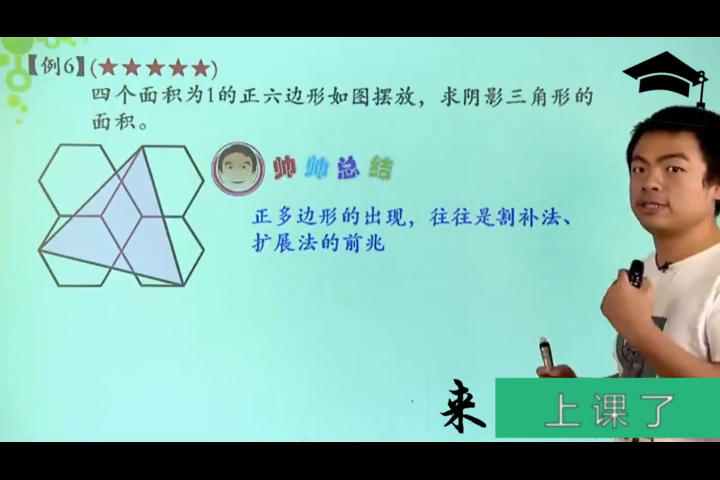 【例6】(★★★★★)
四个面积为1的正六边形如图摆放，求阴影三角形的
面积。
帅帅总结
正多边形的出现，往往是割补法、
扩展法的前兆
来 上课了